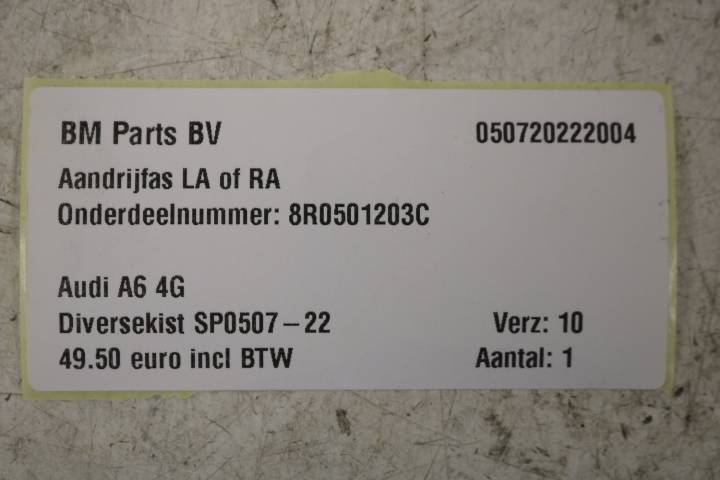 BM Parts BV 050720222004
Aandrijfas LA of RA
Onderdeelnummer: 8R0501203C
Audi A6 4G
Diversekist SP0507-22 Verz: 10
49.50 euro incl BTW Aantal: 1